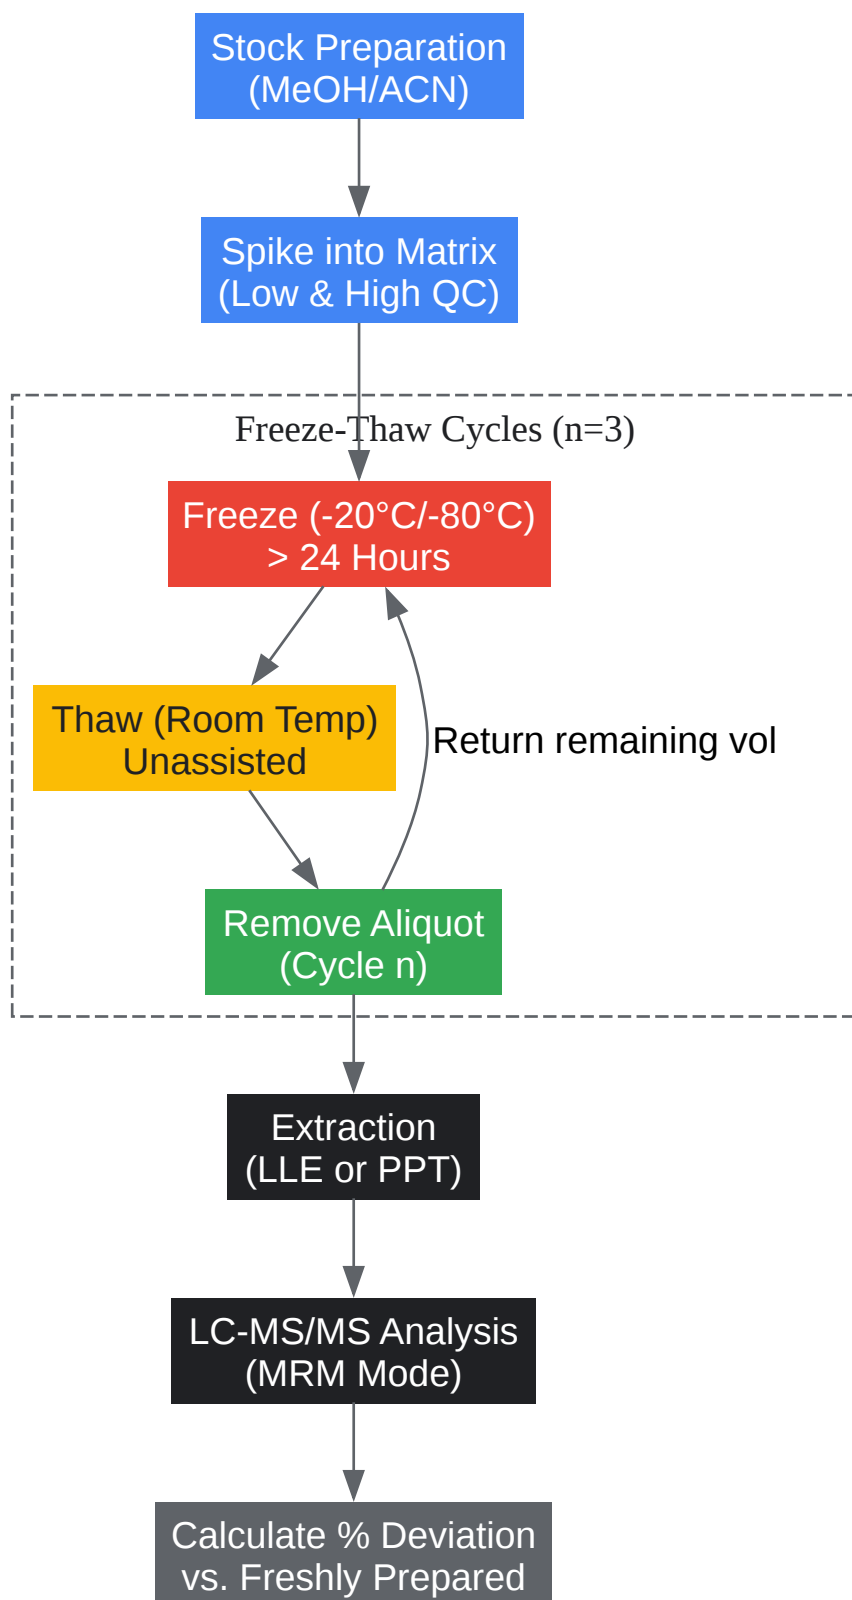 Stock Preparation
(MeOH/ACN)
Spike into Matrix
(Low & High QC)
Freeze-Thaw Cycles (n=3)
Freeze (-20°C/-80°C)
> 24 Hours
Thaw (Room Temp)
Unassisted
Return remaining vol
Remove Aliquot
(Cycle n)
Extraction
(LLE or PPT)
LC-MS/MS Analysis
(MRM Mode)
Calculate % Deviation
vs. Freshly Prepared